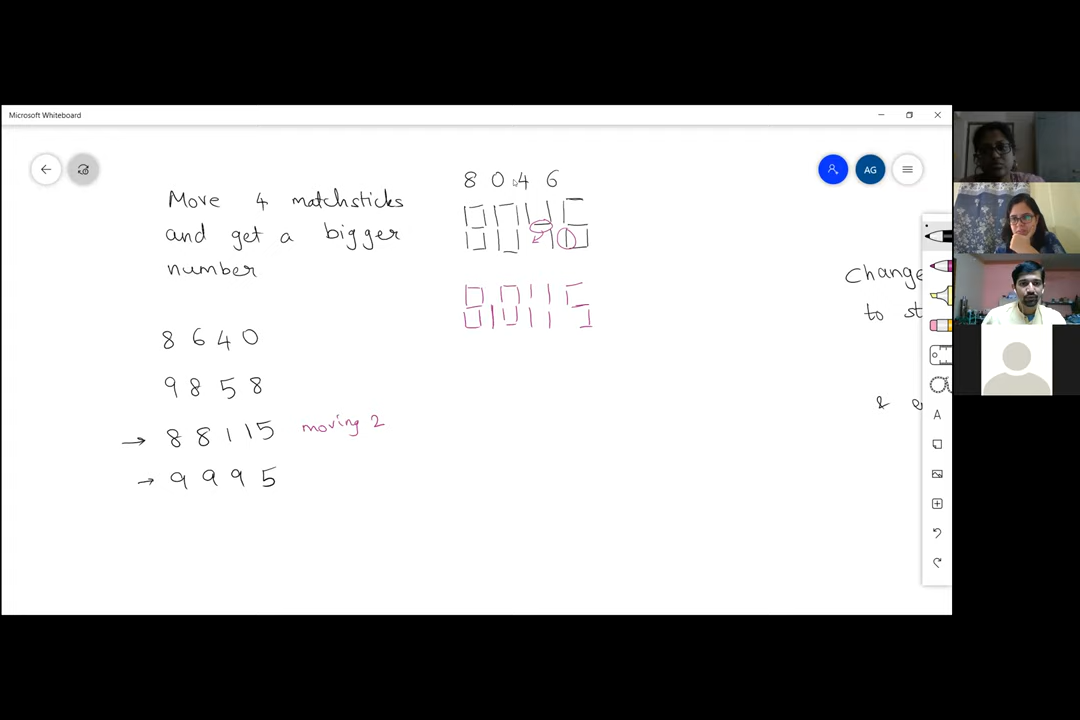 Microsoft Whiteboard
8 0 4 6
Move 4 matchsticks
and get a bigger
number
AG
Change
to st
8 6 4 0
9 8 5 8
→ 8 8 1 1 5 moving 2
& e
→ 9 9 9 5
A